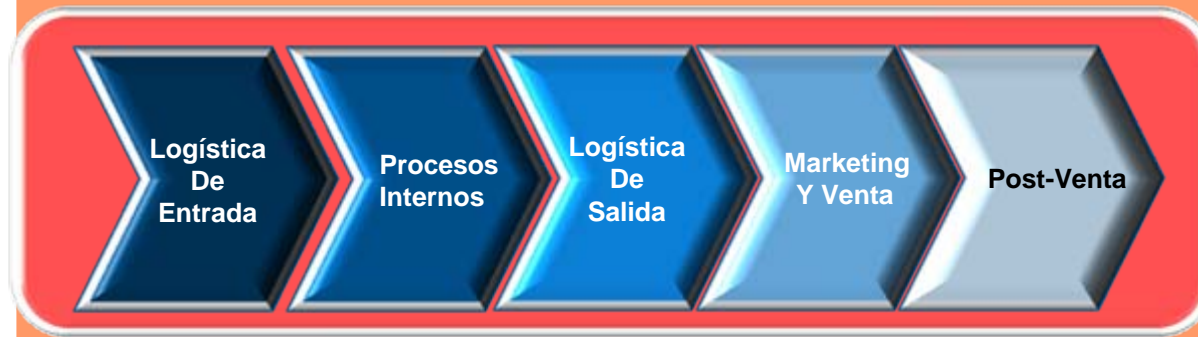 Logística
De
Entrada
Procesos
Internos
Logística
De
Salida
Marketing
Y Venta
Post-Venta